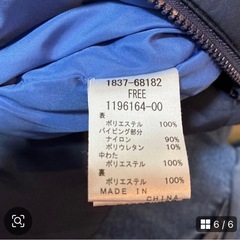 1837-68182
FREE
1196164-00
表
ポリエステル 100%
パイピング部分
ナイロン 90%
ポリウレタン 10%
中わた
ポリエステル 100%
裏
ポリエステル 100%
MADE IN
CHINA
6/6